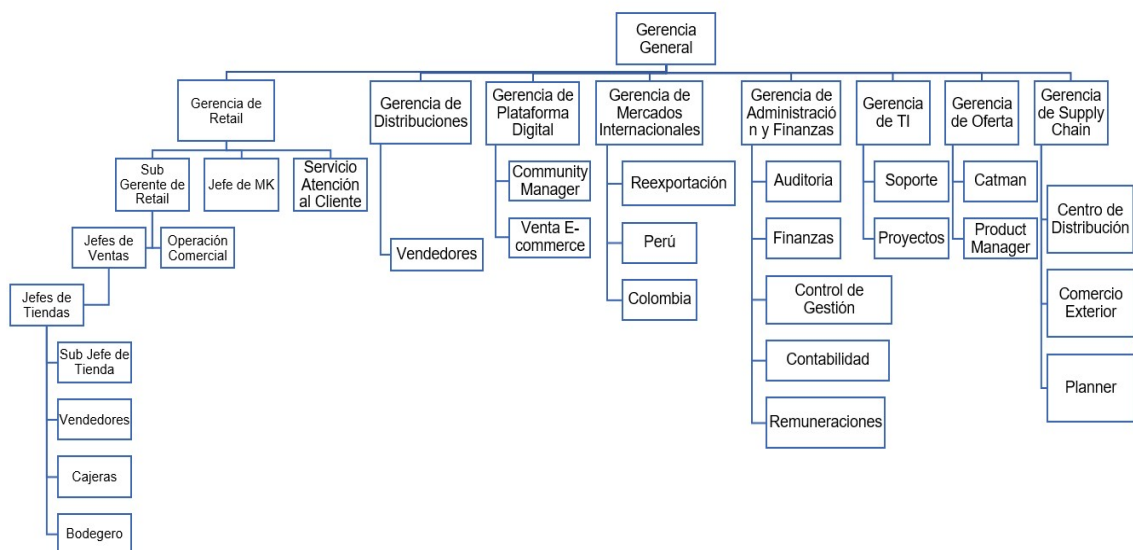 Gerencia
General
Gerencia de
Retail
Gerencia de
Distribuciones
Gerencia de
Plataforma
Digital
Gerencia de
Mercados
Internacionales
Gerencia de
Administració
n y Finanzas
Gerencia
de TI
Gerencia
de Oferta
Gerencia
de Supply
Chain
Sub
Gerente de
Retail
Jefe de MK
Servicio
Atención
al Cliente
Jefes de
Ventas
Operación
Comercial
Jefes de
Tiendas
Sub Jefe de
Tienda
Vendedores
Cajeras
Bodegero
Vendedores
Community
Manager
Venta E-
commerce
Reexportación
Perú
Colombia
Auditoria
Finanzas
Control de
Gestión
Contabilidad
Remuneraciones
Soporte
Proyectos
Catman
Product
Manager
Centro de
Distribución
Comercio
Exterior
Planner